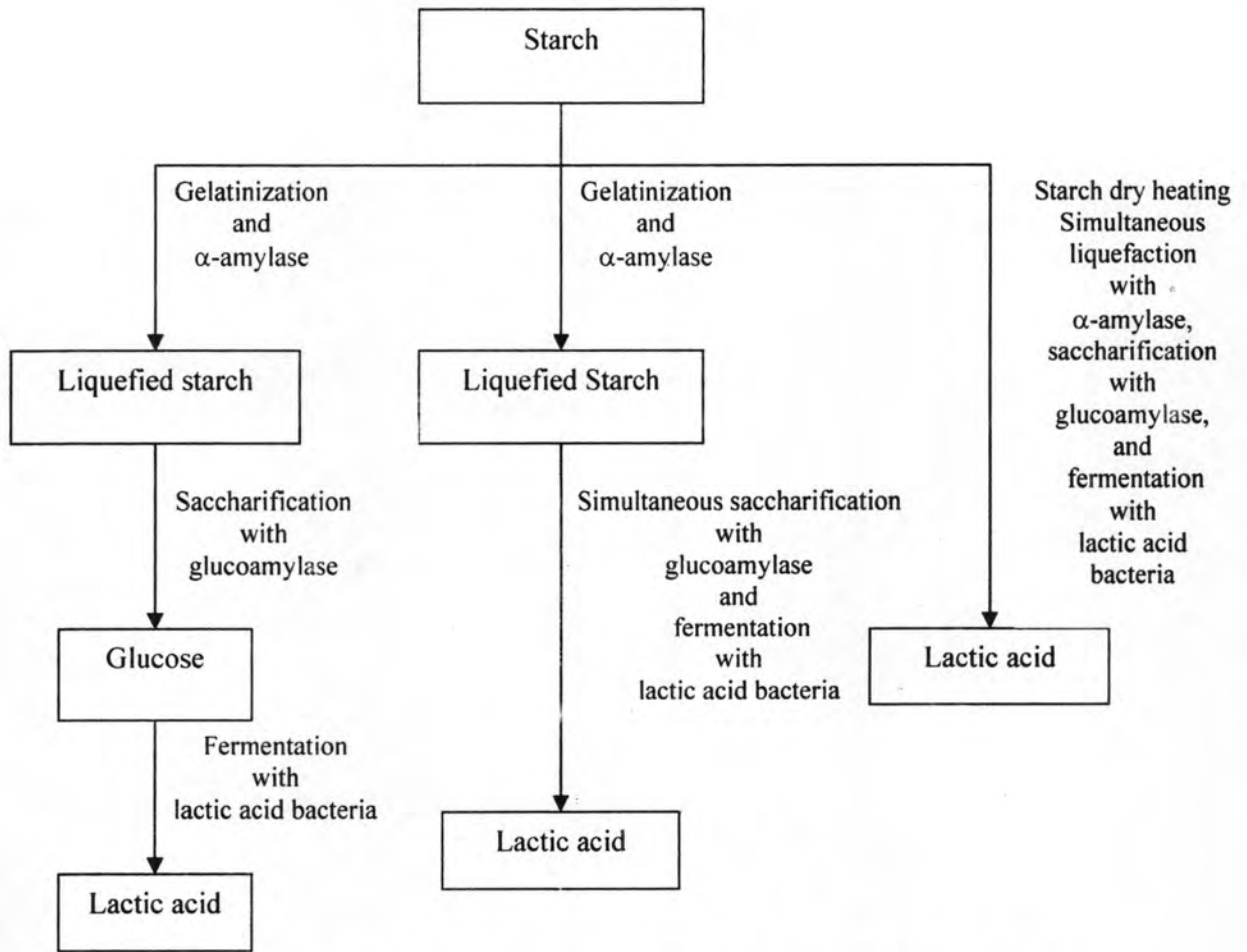 Starch
Gelatinization
and
α-amylase
Gelatinization
and
α-amylase
Starch dry heating
Simultaneous
liquefaction
with
α-amylase,
saccharification
with
glucoamylase,
and
fermentation
with
lactic acid
bacteria
Liquefied starch
Liquefied Starch
Saccharification
with
glucoamylase
Simultaneous saccharification
with
glucoamylase
and
fermentation
with
lactic acid bacteria
Glucose
Lactic acid
Fermentation
with
lactic acid bacteria
Lactic acid
Lactic acid